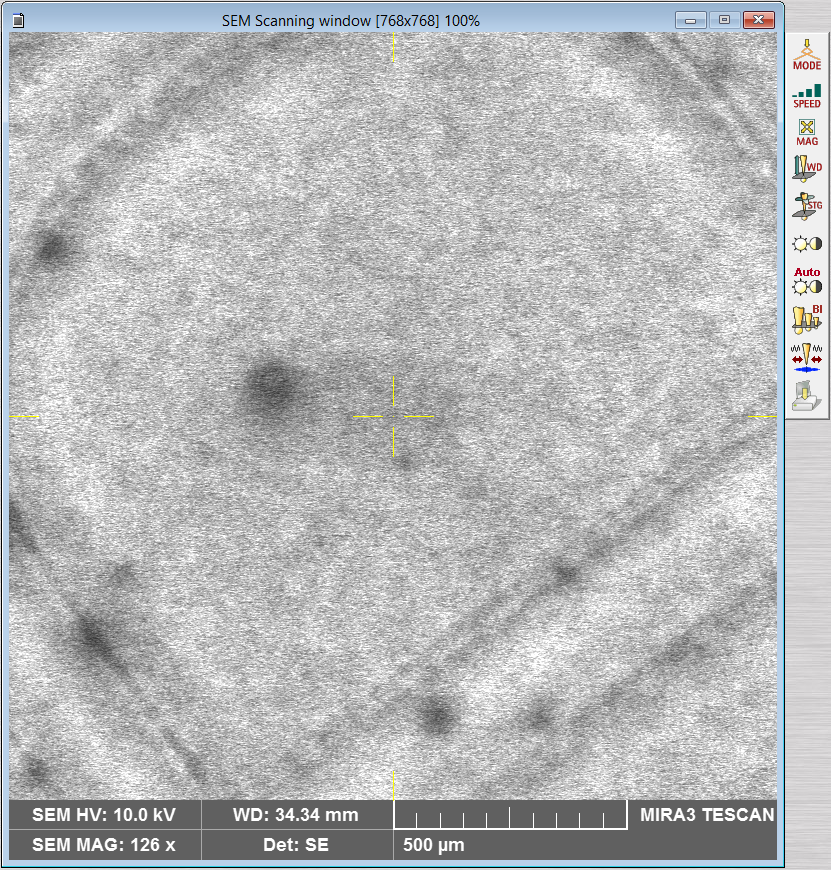 SEM Scanning window [768x768] 100%
MODE
SPEED
MAG
WD
STG
Auto
BI
SEM HV: 10.0 kV
WD: 34.34 mm
MIRA3 TESCAN
SEM MAG: 126 x
Det: SE
500 µm